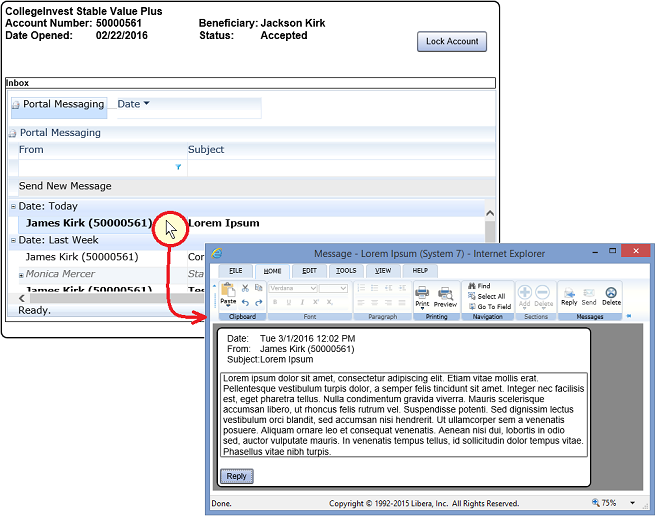 CollegeInvest Stable Value Plus
Account Number: 50000561 Beneficiary: Jackson Kirk
Date Opened: 02/22/2016 Status: Accepted
Lock Account
Inbox
Portal Messaging Date
Portal Messaging
From Subject
Send New Message
Date: Today
James Kirk (50000561) Lorem Ipsum
Date: Last Week
James Kirk (50000561)
Monica Mercer
James Kirk (50000561)
Ready.
Message - Lorem Ipsum (System 7) - Internet Explorer
FILE HOME EDIT TOOLS VIEW HELP
Paste Verdana B I U Print Preview Find Select All Go To Field Add Delete Reply Send Delete
Clipboard Font Paragraph Printing Navigation Sections Messages
Date: Tue 3/1/2016 12:02 PM
From: James Kirk (50000561)
Subject:Lorem Ipsum
Lorem ipsum dolor sit amet, consectetur adipiscing elit. Etiam vitae mollis erat.
Pellentesque vestibulum turpis dolor, a semper felis tincidunt sit amet. Integer nec facilisis
est, eget pharetra tellus. Nulla condimentum gravida viverra. Mauris scelerisque
accumsan libero, ut rhoncus felis rutrum vel. Suspendisse potenti. Sed dignissim lectus
vestibulum orci blandit, sed accumsan nisi hendrerit. Ut ullamcorper sem a venenatis
posuere. Aliquam ornare leo et consequat venenatis. Aenean nisi dui, lobortis in odio
sed, auctor vulputate mauris. In venenatis tempus tellus, id sollicitudin dolor tempus vitae.
Phasellus vitae nibh turpis.
Reply
Done. Copyright © 1992-2015 Libera, Inc. All Rights Reserved. 75%